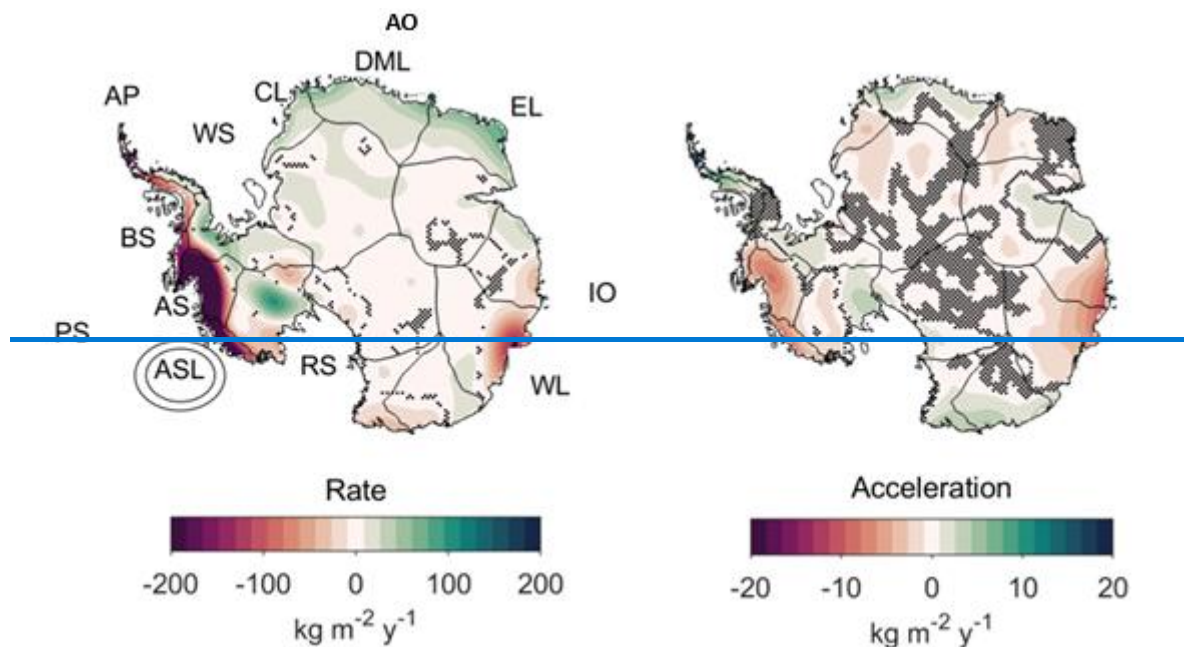 AO
DML
AP
CL
EL
WS
BS
IO
AS
PS
ASL
RS
WL
Rate
-200 -100 0 100 200
kg m⁻² y⁻¹
Acceleration
-20 -10 0 10 20
kg m⁻² y⁻¹